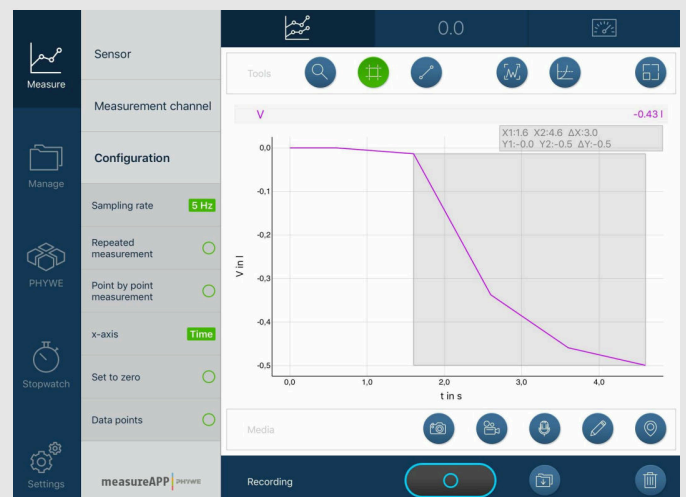 Measure
Manage
PHYWE
Stopwatch
Settings
Sensor
Measurement channel
Configuration
Sampling rate 5 Hz
Repeated
measurement
Point by point
measurement
x-axis Time
Set to zero
Data points
measureAPP PHYWE
0.0
Tools
V -0.43 l
X1:1.6 X2:4.6 ΔX:3.0
Y1:-0.0 Y2:-0.5 ΔY:-0.5
0,0
-0,1
-0,2
-0,3
-0,4
-0,5
V in l
0,0 1,0 2,0 3,0 4,0
t in s
Media
Recording